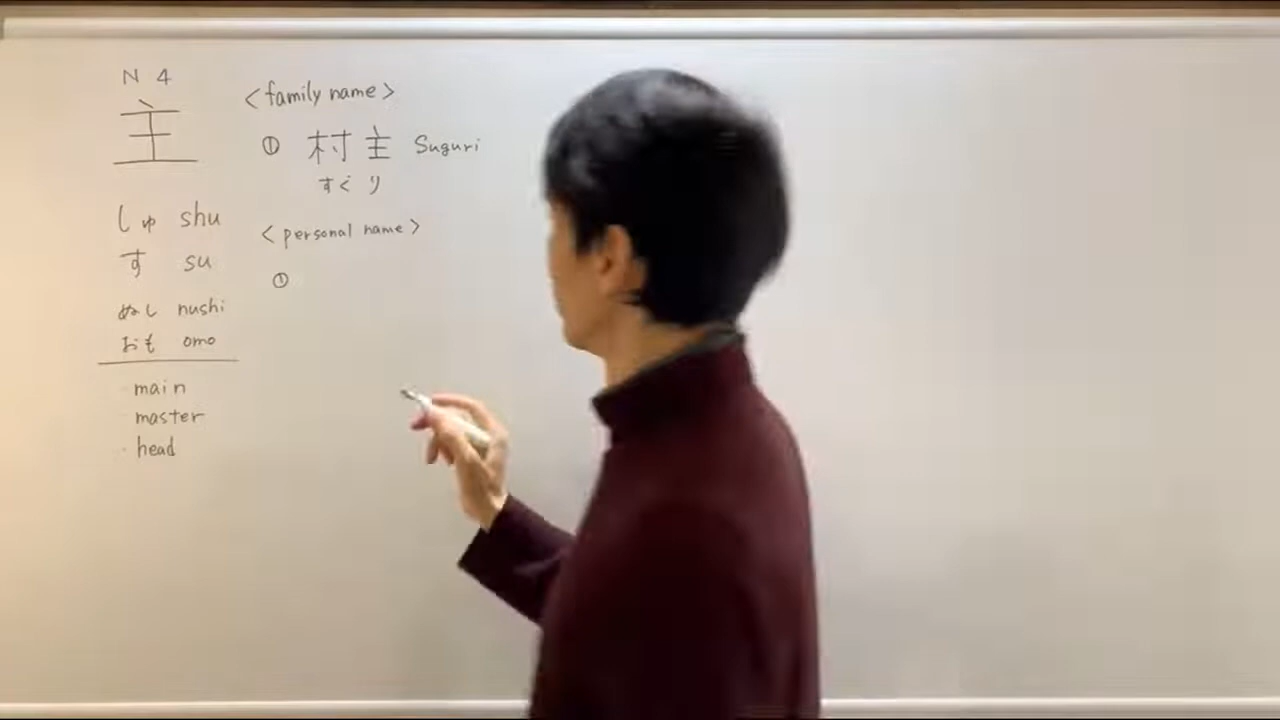 N 4
主
しゅ shu
す su
ぬし nushi
おも omo
・main
・master
・head
<family name>
① 村主 Suguri
すぐり
<personal name>
①